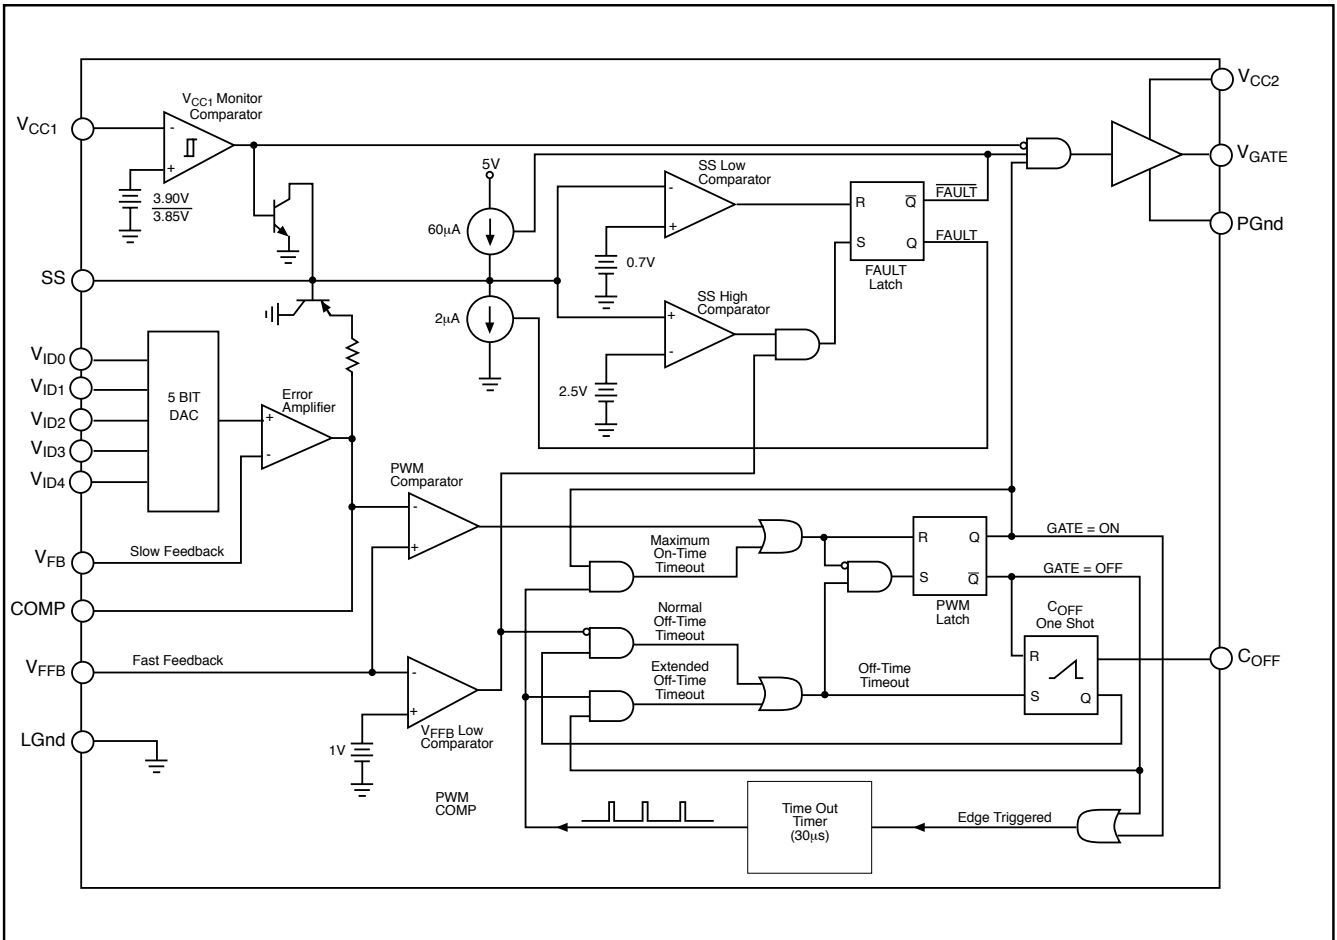 VCC1 Monitor
Comparator
VCC1
-
+
3.90V
3.85V
5V
60μA
2μA
SS
SS Low
Comparator
-
+
0.7V
SS High
Comparator
+
-
2.5V
R
S
Q
Q
FAULT
FAULT
FAULT
Latch
VCC2
VGATE
PGnd
VID0
VID1
VID2
VID3
VID4
5 BIT
DAC
Error
Amplifier
+
-
VFB
Slow Feedback
COMP
VFFB
Fast Feedback
LGnd
PWM
Comparator
-
+
-
+
VFFB Low
Comparator
1V
PWM
COMP
Maximum
On-Time
Timeout
Normal
Off-Time
Timeout
Extended
Off-Time
Timeout
R
S
Q
Q
PWM
Latch
GATE = ON
GATE = OFF
COFF
One Shot
R
S
Q
COFF
Off-Time
Timeout
Time Out
Timer
(30μs)
Edge Triggered